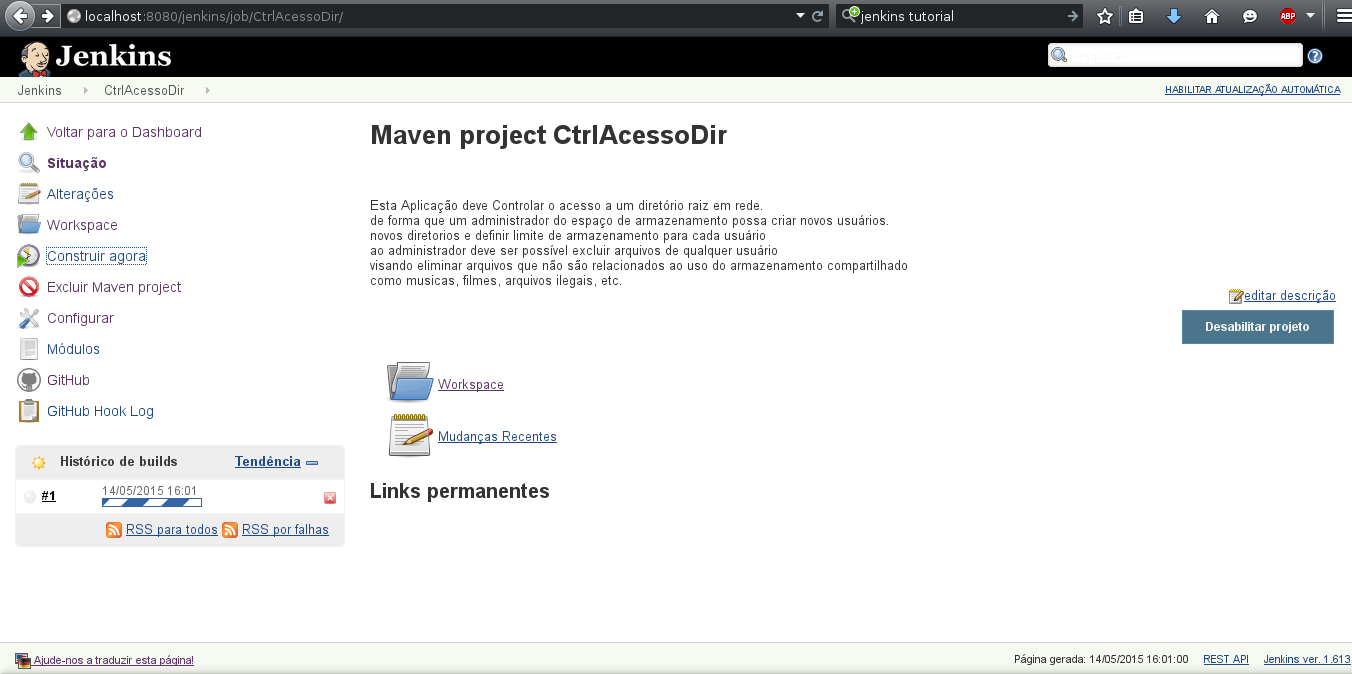 localhost:8080/jenkins/job/CtrlAcessoDir/
jenkins tutorial
ABP
Jenkins
Jenkins
CtrlAcessoDir
HABILITAR ATUALIZAÇÃO AUTOMÁTICA
Voltar para o Dashboard
Situação
Alterações
Workspace
Construir agora
Excluir Maven project
Configurar
Módulos
GitHub
GitHub Hook Log
Histórico de builds
Tendência
#1
14/05/2015 16:01
RSS para todos
RSS por falhas
Maven project CtrlAcessoDir
Esta Aplicação deve Controlar o acesso a um diretório raiz em rede.
de forma que um administrador do espaço de armazenamento possa criar novos usuários.
novos diretorios e definir limite de armazenamento para cada usuário
ao administrador deve ser possível excluir arquivos de qualquer usuário
visando eliminar arquivos que não são relacionados ao uso do armazenamento compartilhado
como musicas, filmes, arquivos ilegais, etc.
editar descrição
Desabilitar projeto
Workspace
Mudanças Recentes
Links permanentes
Ajude-nos a traduzir esta página!
Página gerada: 14/05/2015 16:01:00
REST API
Jenkins ver. 1.613